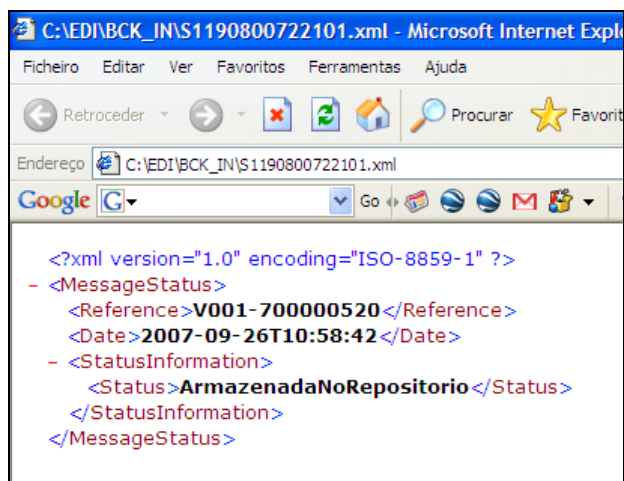 C:\EDI\BCK_IN\S1190800722101.xml - Microsoft Internet Expl
Ficheiro Editar Ver Favoritos Ferramentas Ajuda
Retroceder Procurar Favorit
Endereço C:\EDI\BCK_IN\S1190800722101.xml
Google G Go
<?xml version="1.0" encoding="ISO-8859-1" ?>
- <MessageStatus>
<Reference>V001-700000520</Reference>
<Date>2007-09-26T10:58:42</Date>
- <StatusInformation>
<Status>ArmazenadaNoRepositorio</Status>
</StatusInformation>
</MessageStatus>